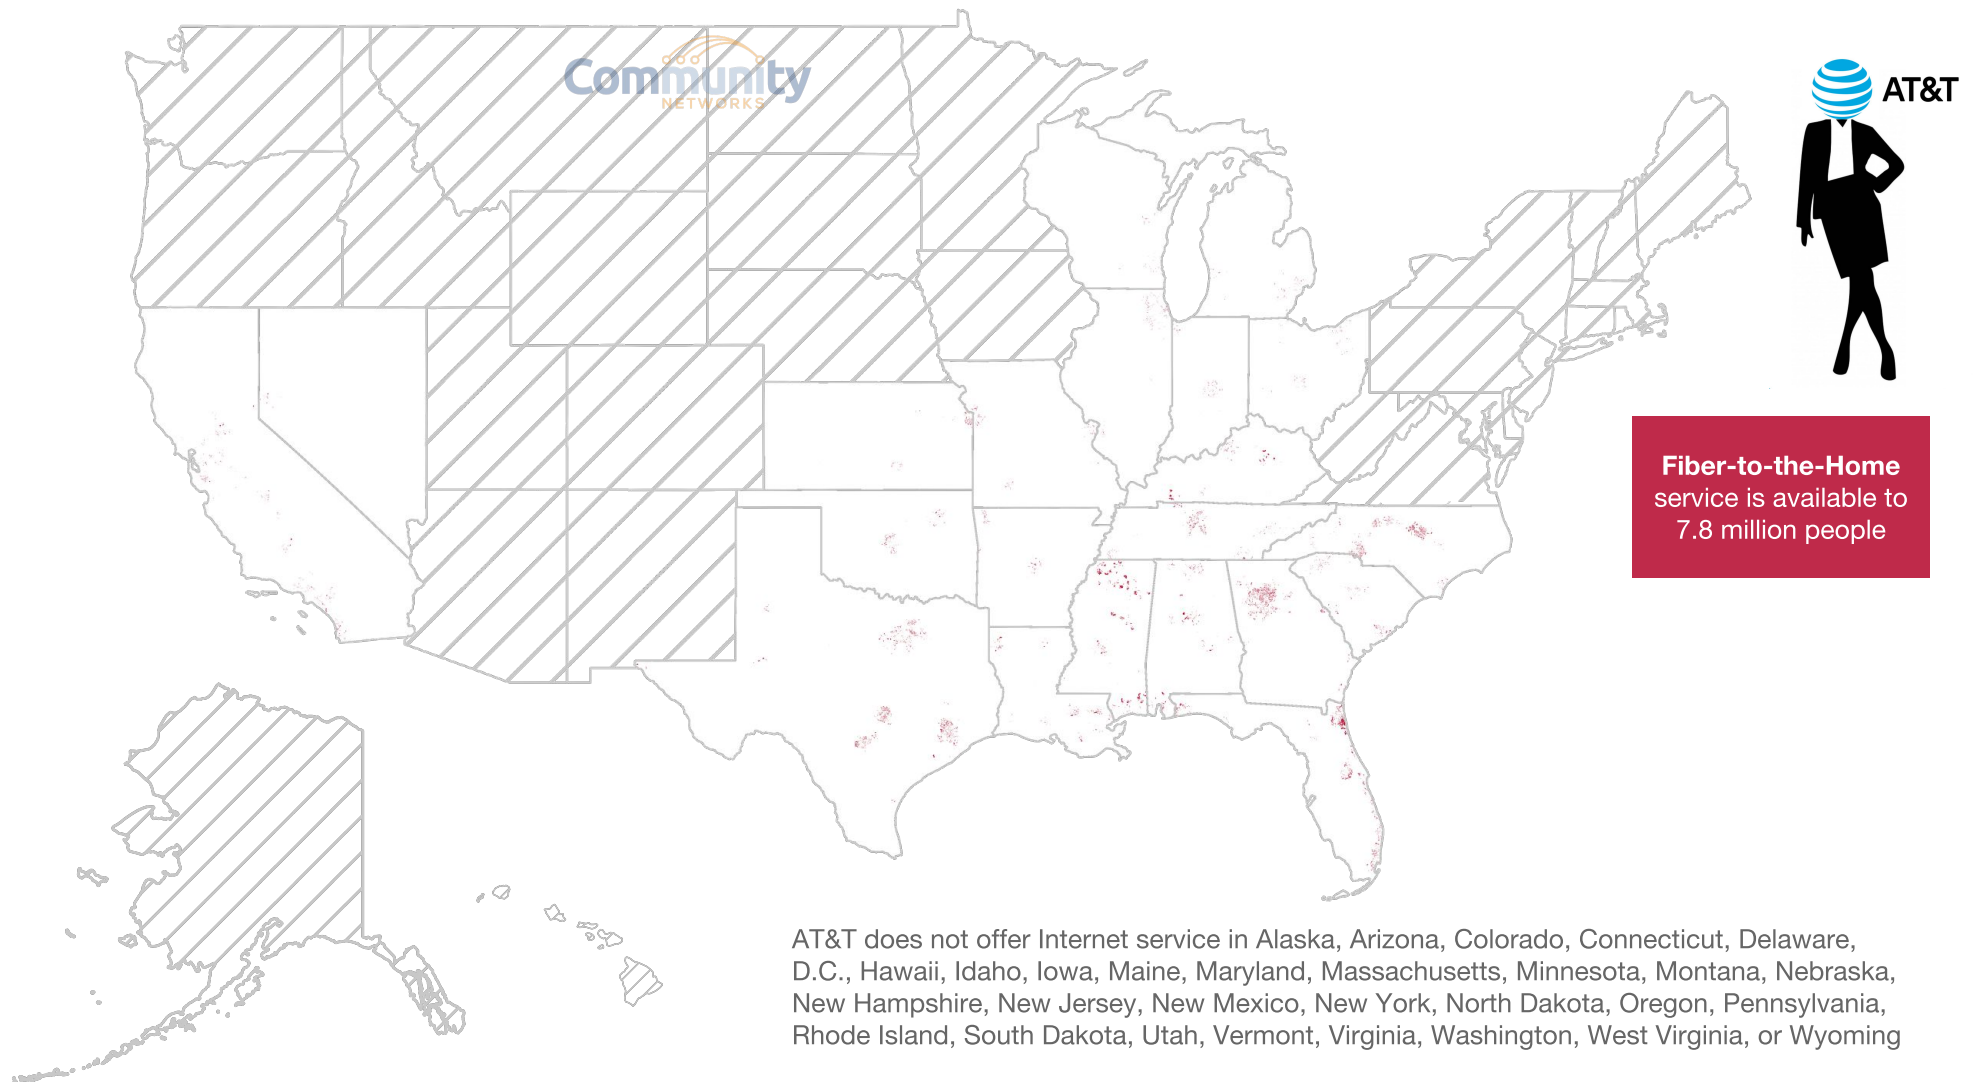 Community
NETWORKS
AT&T
Fiber-to-the-Home
service is available to
7.8 million people
AT&T does not offer Internet service in Alaska, Arizona, Colorado, Connecticut, Delaware,
D.C., Hawaii, Idaho, Iowa, Maine, Maryland, Massachusetts, Minnesota, Montana, Nebraska,
New Hampshire, New Jersey, New Mexico, New York, North Dakota, Oregon, Pennsylvania,
Rhode Island, South Dakota, Utah, Vermont, Virginia, Washington, West Virginia, or Wyoming